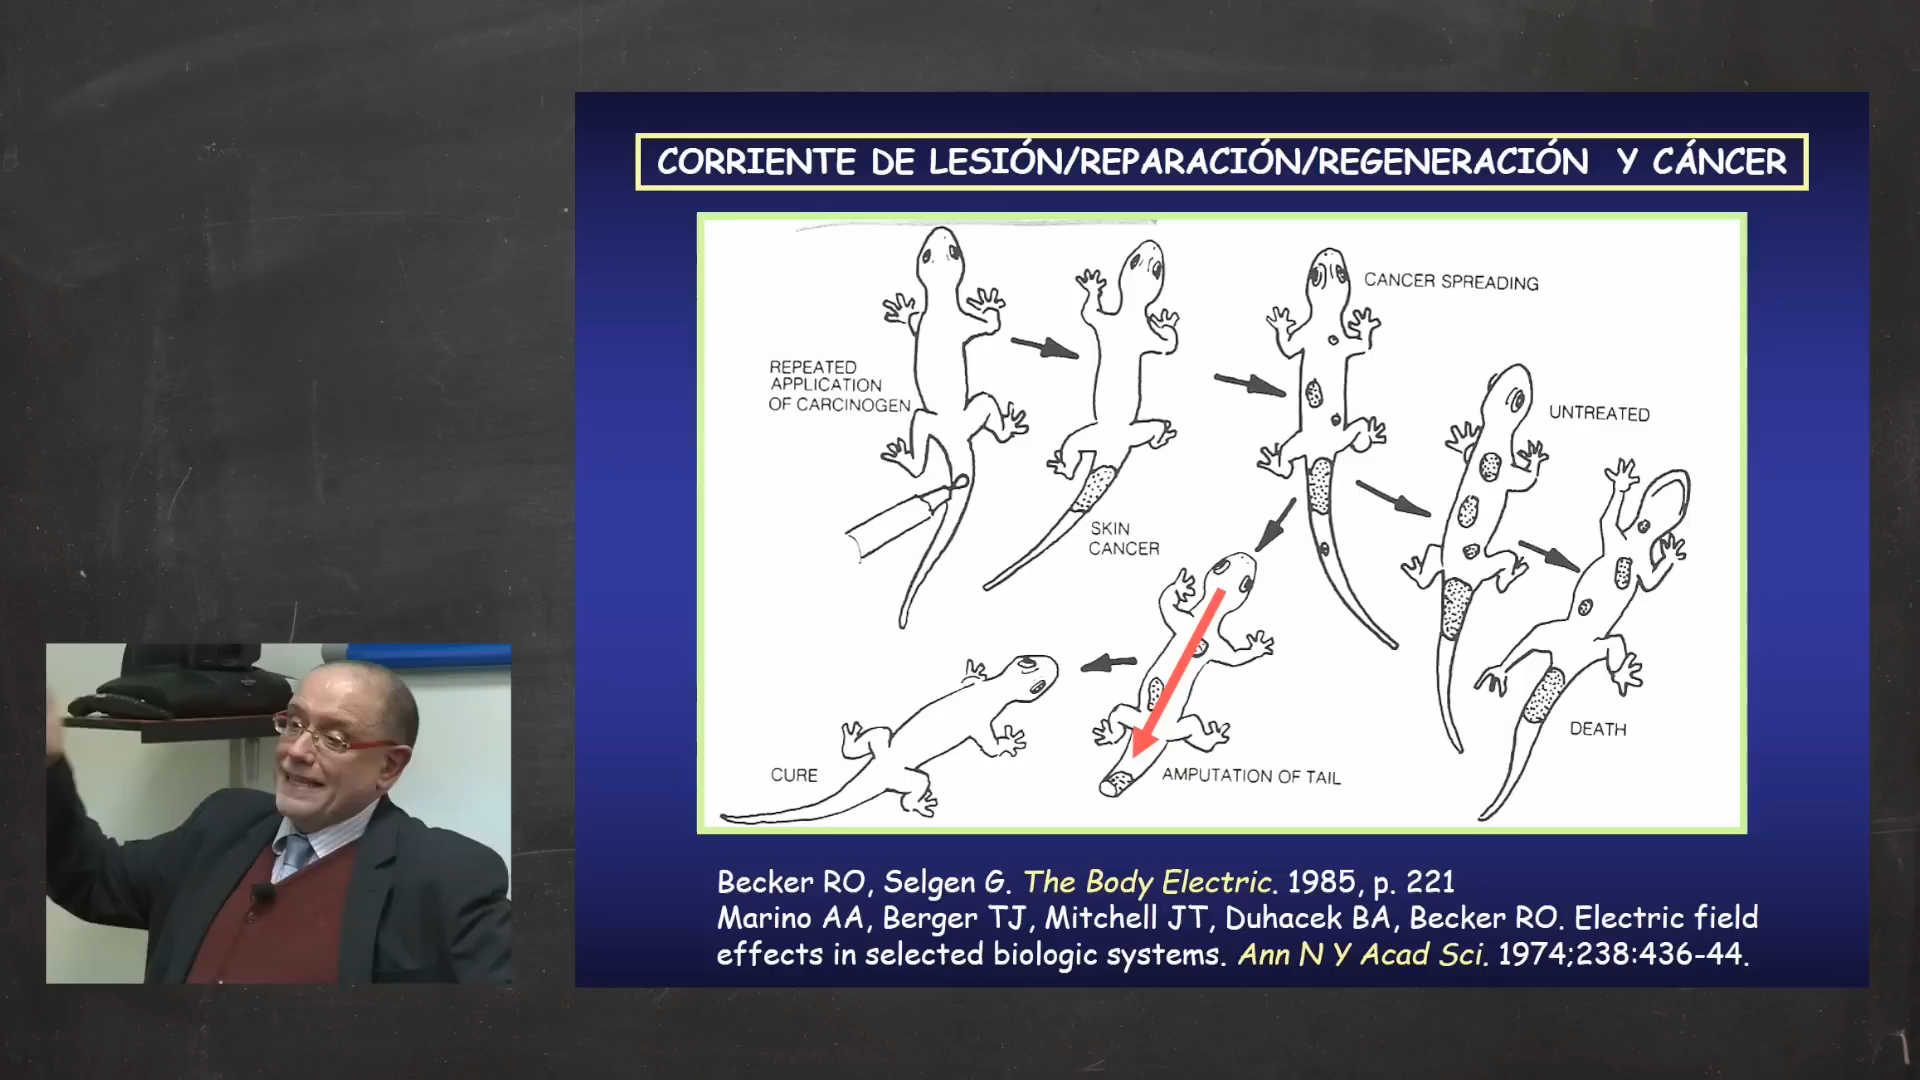 CORRIENTE DE LESIÓN/REPARACIÓN/REGENERACIÓN Y CÁNCER
CANCER SPREADING
REPEATED
APPLICATION
OF CARCINOGEN
UNTREATED
SKIN
CANCER
DEATH
CURE
AMPUTATION OF TAIL
Becker RO, Selgen G. The Body Electric. 1985, p. 221
Marino AA, Berger TJ, Mitchell JT, Duhacek BA, Becker RO. Electric field
effects in selected biologic systems. Ann N Y Acad Sci. 1974;238:436-44.